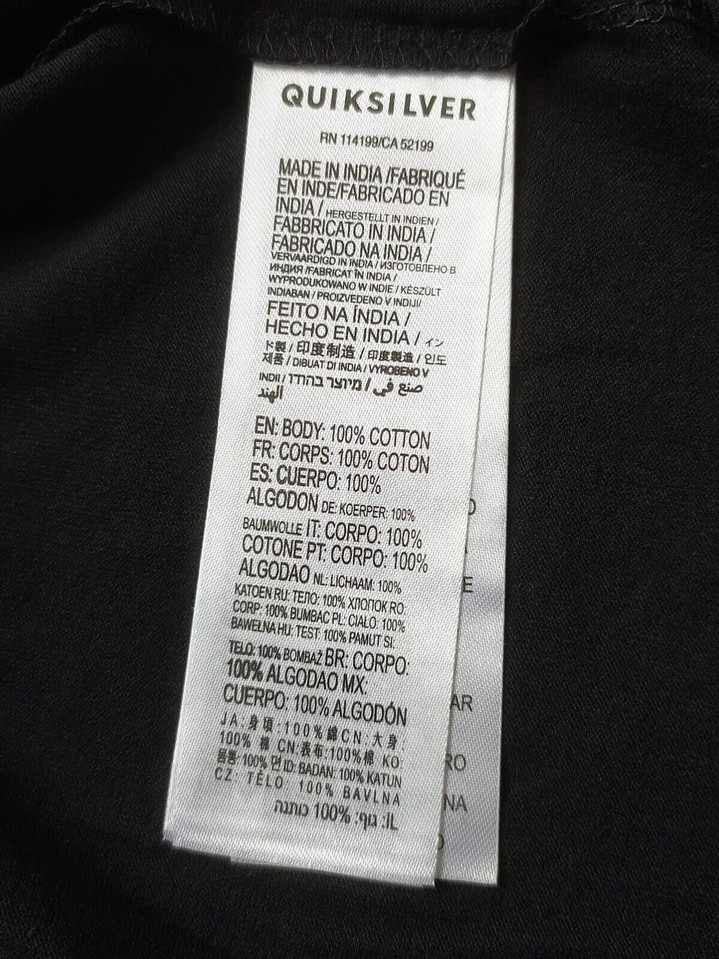 QUIKSILVER
RN 114199/CA 52199
MADE IN INDIA /FABRIQUÉ
EN INDE/FABRICADO EN
INDIA / HERGESTELLT IN INDIEN /
FABBRICATO IN INDIA /
FABRICADO NA INDIA /
VERVAARDIGD IN INDIA / ИЗГОТОВЛЕНО В
ИНДИЯ /FABRICAT ÎN INDIA /
WYPRODUKOWANO W INDIE / KÉSZÜLT
INDIABAN / PROIZVEDENO V INDIJI/
FEITO NA ÍNDIA /
HECHO EN INDIA / イン
ド製 / 印度制造 / 印度製造 / 인도
제품 / DIBUAT DI INDIA / VYROBENO V
INDII / מיוצר בהודו / صنع في
الهند
EN: BODY: 100% COTTON
FR: CORPS: 100% COTON
ES: CUERPO: 100%
ALGODON DE: KOERPER: 100%
BAUMWOLLE IT: CORPO: 100%
COTONE PT: CORPO: 100%
ALGODAO NL: LICHAAM: 100%
KATOEN RU: ТЕЛО: 100% ХЛОПОК RO:
CORP: 100% BUMBAC PL: CIALO: 100%
BAWEŁNA HU: TEST: 100% PAMUT SI:
TELO: 100% BOMBAŽ BR: CORPO:
100% ALGODAO MX:
CUERPO: 100% ALGODÓN
JA:身頃:100%綿CN:大身:
100% 棉 CN:表布:100%棉 KO:
몸통: 100% 면 ID: BADAN: 100% KATUN
CZ: TĚLO: 100% BAVLNA
IL: גוף: 100% כותנה